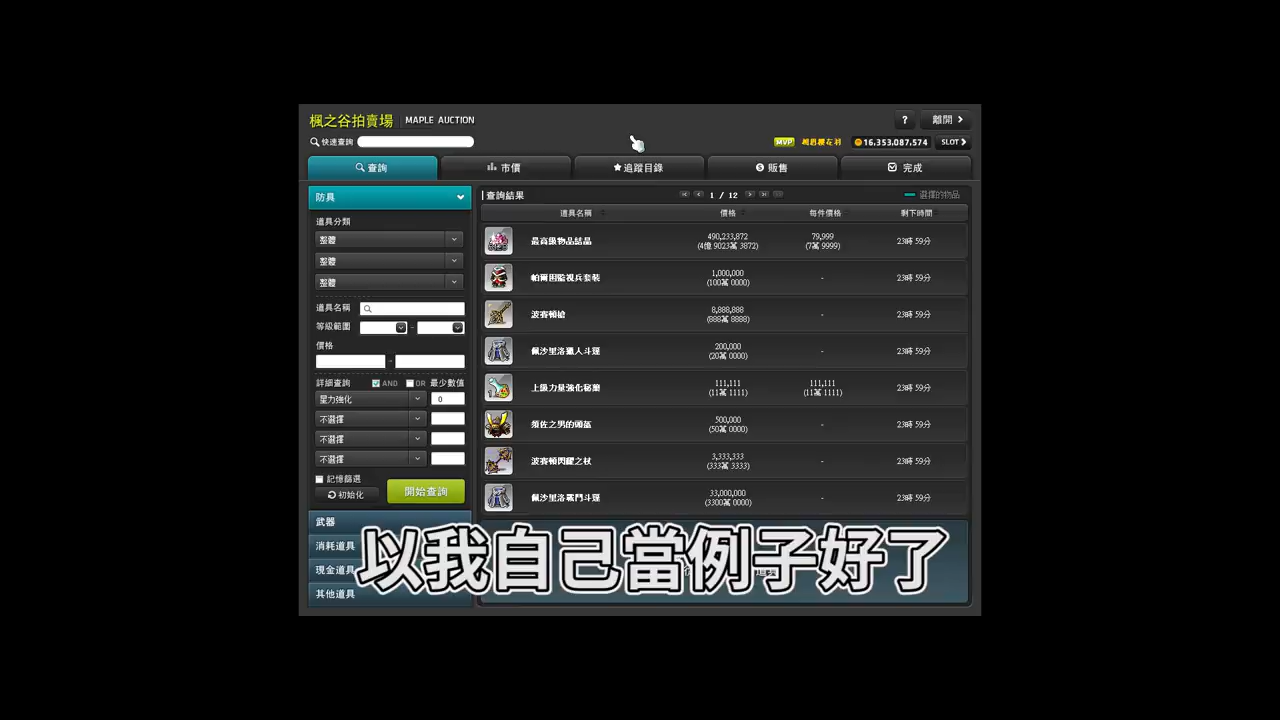 楓之谷拍賣場 MAPLE AUCTION
? 離開
快速查詢
MVP 16,353,087,574 SLOT
查詢 市價 追蹤目錄 販售 完成
防具
道具分類
整體
整體
整體
道具名稱
等級範圍 -
價格
-
詳細查詢 AND OR 最少數值
星力強化 0
不選擇
不選擇
不選擇
記憶篩選
初始化 開始查詢
武器
消耗道具
現金道具
其他道具
查詢結果 1 / 12 選擇的物品
道具名稱 價格 每件價格 剩下時間
最高級物品結晶 490,233,872 79,999 23時 59分
(4億 9023萬 3872) (7萬 9999)
帕爾困監視兵套裝 1,000,000 - 23時 59分
(100萬 0000)
波賽頓槍 8,888,888 - 23時 59分
(888萬 8888)
佩沙里洛獵人斗篷 200,000 - 23時 59分
(20萬 0000)
上級力量強化秘藥 111,111 111,111 23時 59分
(11萬 1111) (11萬 1111)
須佐之男的頭盔 500,000 - 23時 59分
(50萬 0000)
波賽頓閃耀之杖 3,333,333 - 23時 59分
(333萬 3333)
佩沙里洛戰鬥斗篷 33,000,000 - 23時 59分
(3300萬 0000)
以我自己當例子好了